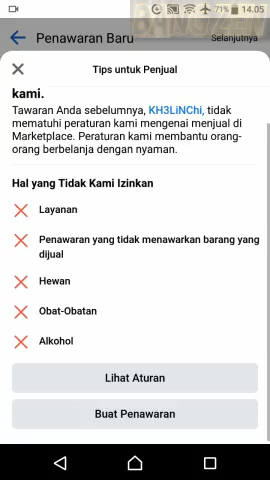 BANGZEN
71% 14.05
Penawaran Baru
Selanjutnya
Tips untuk Penjual
kami.
Tawaran Anda sebelumnya, KH3LiNChi, tidak
mematuhi peraturan kami mengenai menjual di
Marketplace. Peraturan kami membantu orang-
orang berbelanja dengan nyaman.
Hal yang Tidak Kami Izinkan
Layanan
Penawaran yang tidak menawarkan barang yang
dijual
Hewan
Obat-Obatan
Alkohol
Lihat Aturan
Buat Penawaran